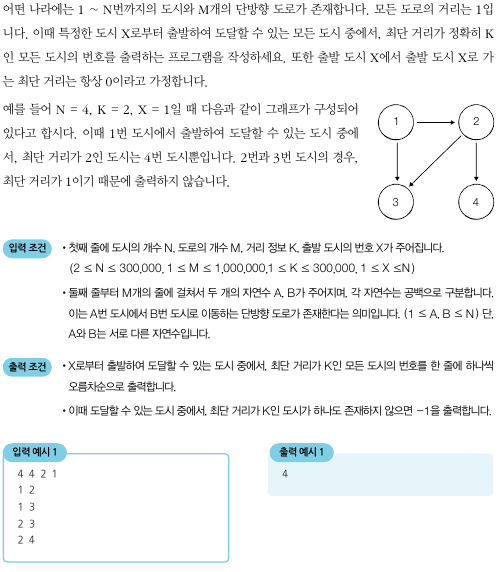 어떤 나라에는 1 ~ N번까지의 도시와 M개의 단방향 도로가 존재합니다. 모든 도로의 거리는 1입
니다. 이때 특정한 도시 X로부터 출발하여 도달할 수 있는 모든 도시 중에서, 최단 거리가 정확히 K
인 모든 도시의 번호를 출력하는 프로그램을 작성하세요. 또한 출발 도시 X에서 출발 도시 X로 가
는 최단 거리는 항상 0이라고 가정합니다.
예를 들어 N = 4, K = 2, X = 1일 때 다음과 같이 그래프가 구성되어
있다고 합시다. 이때 1번 도시에서 출발하여 도달할 수 있는 도시 중에
서, 최단 거리가 2인 도시는 4번 도시뿐입니다. 2번과 3번 도시의 경우,
최단 거리가 1이기 때문에 출력하지 않습니다.
1 2
3 4
입력 조건 • 첫째 줄에 도시의 개수 N, 도로의 개수 M, 거리 정보 K, 출발 도시의 번호 X가 주어집니다.
(2 ≤ N ≤ 300,000, 1 ≤ M ≤ 1,000,000,1 ≤ K ≤ 300,000, 1 ≤ X ≤N)
• 둘째 줄부터 M개의 줄에 걸쳐서 두 개의 자연수 A, B가 주어지며, 각 자연수는 공백으로 구분합니다.
이는 A번 도시에서 B번 도시로 이동하는 단방향 도로가 존재한다는 의미입니다. (1 ≤ A, B ≤ N) 단,
A와 B는 서로 다른 자연수입니다.
출력 조건 • X로부터 출발하여 도달할 수 있는 도시 중에서, 최단 거리가 K인 모든 도시의 번호를 한 줄에 하나씩
오름차순으로 출력합니다.
• 이때 도달할 수 있는 도시 중에서, 최단 거리가 K인 도시가 하나도 존재하지 않으면 −1을 출력합니다.
입력 예시 1
4 4 2 1
1 2
1 3
2 3
2 4
출력 예시 1
4